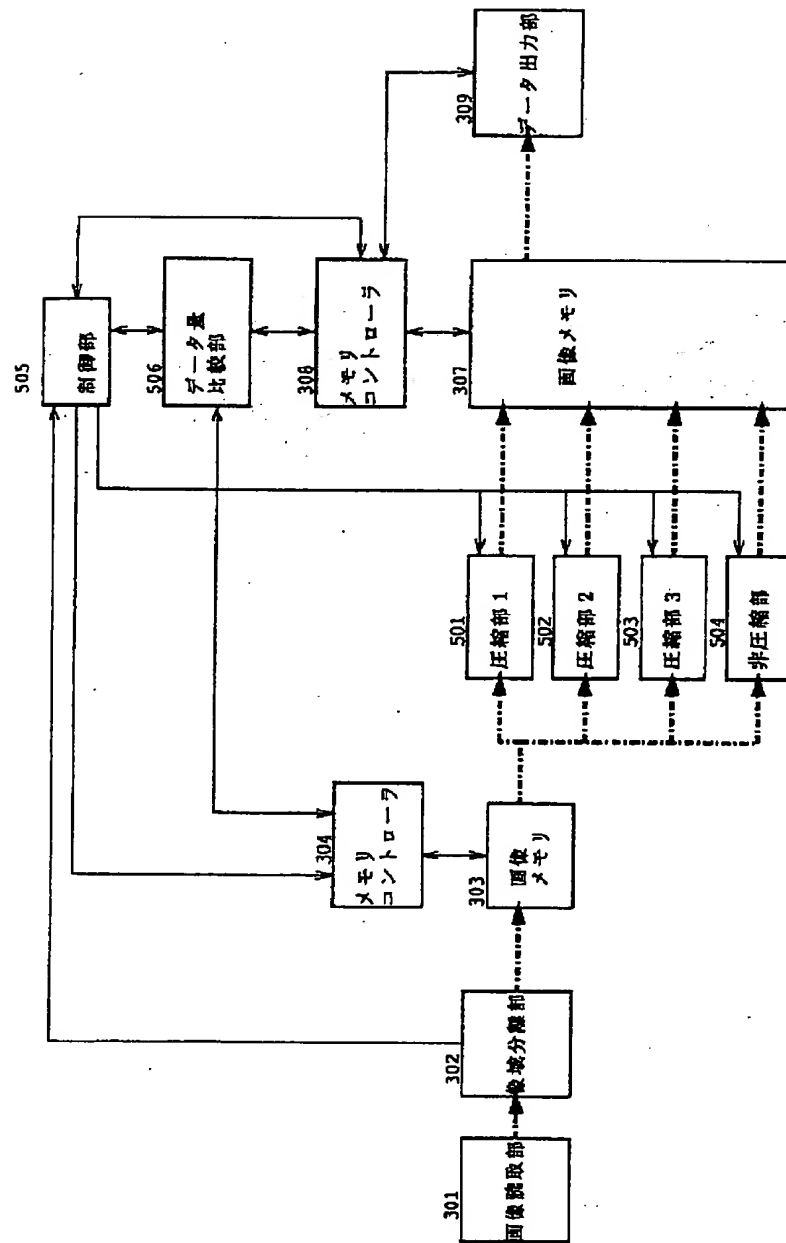 301
画像読取部
302
像域分離部
303
画像
メモリ
304
メモリ
コントローラ
501
圧縮部1
502
圧縮部2
503
圧縮部3
504
非圧縮部
505
制御部
506
データ量
比較部
308
メモリ
コントローラ
307
画像メモリ
309
データ出力部